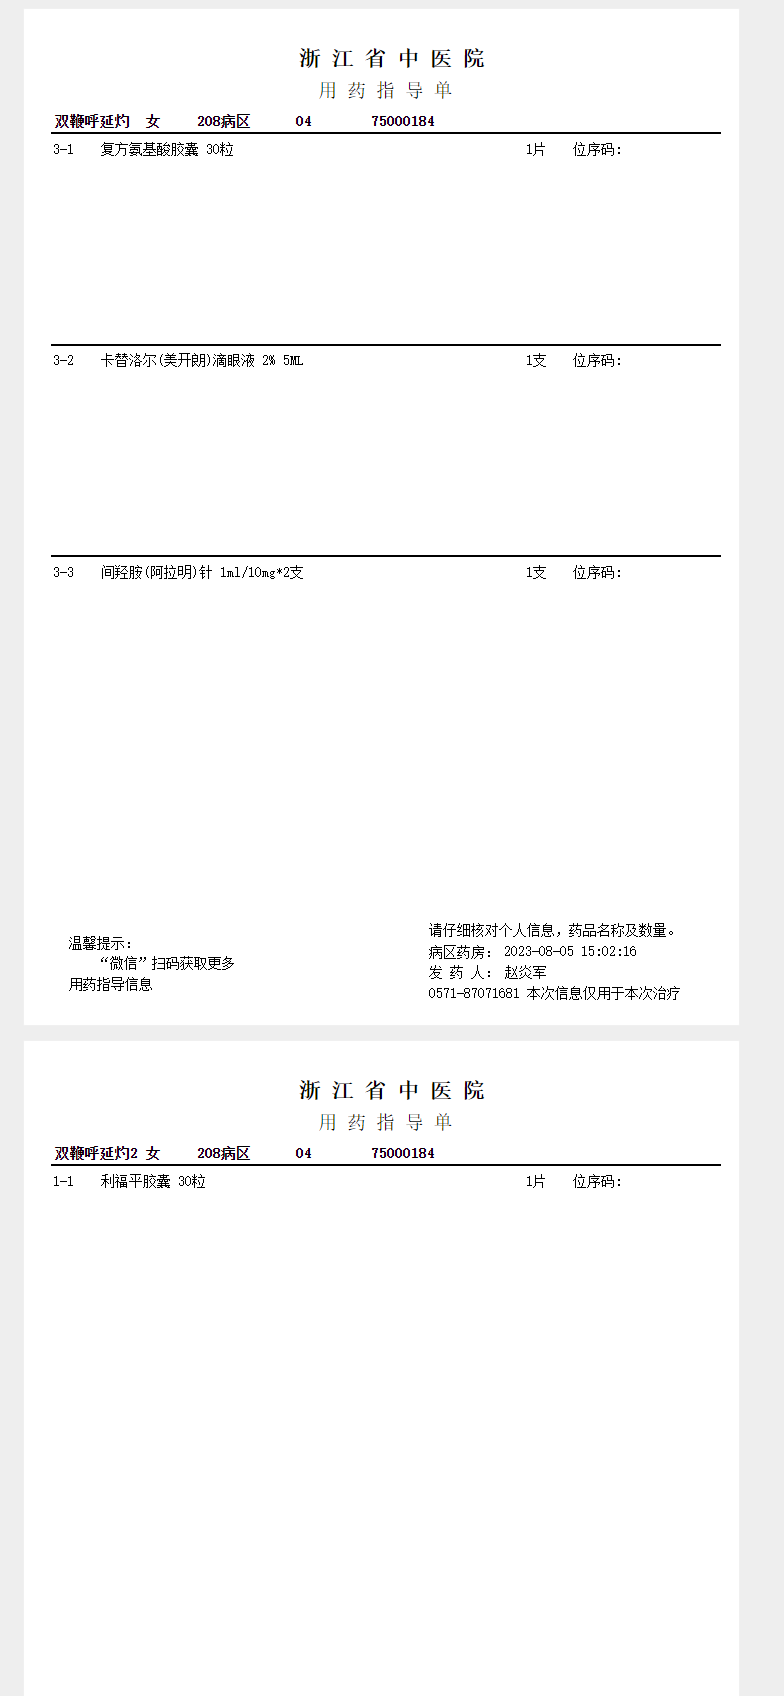 浙江省中医院
用药指导单
双鞭呼延灼 女 208病区 04 75000184
3-1 复方氨基酸胶囊 30粒 1片 位序码:
3-2 卡替洛尔(美开朗)滴眼液 2% 5ML 1支 位序码:
3-3 间羟胺(阿拉明)针 1ml/10mg*2支 1支 位序码:
请仔细核对个人信息，药品名称及数量。
温馨提示:
病区药房: 2023-08-05 15:02:16
“微信”扫码获取更多
发 药 人: 赵炎军
用药指导信息
0571-87071681 本次信息仅用于本次治疗
浙江省中医院
用药指导单
双鞭呼延灼2 女 208病区 04 75000184
1-1 利福平胶囊 30粒 1片 位序码: